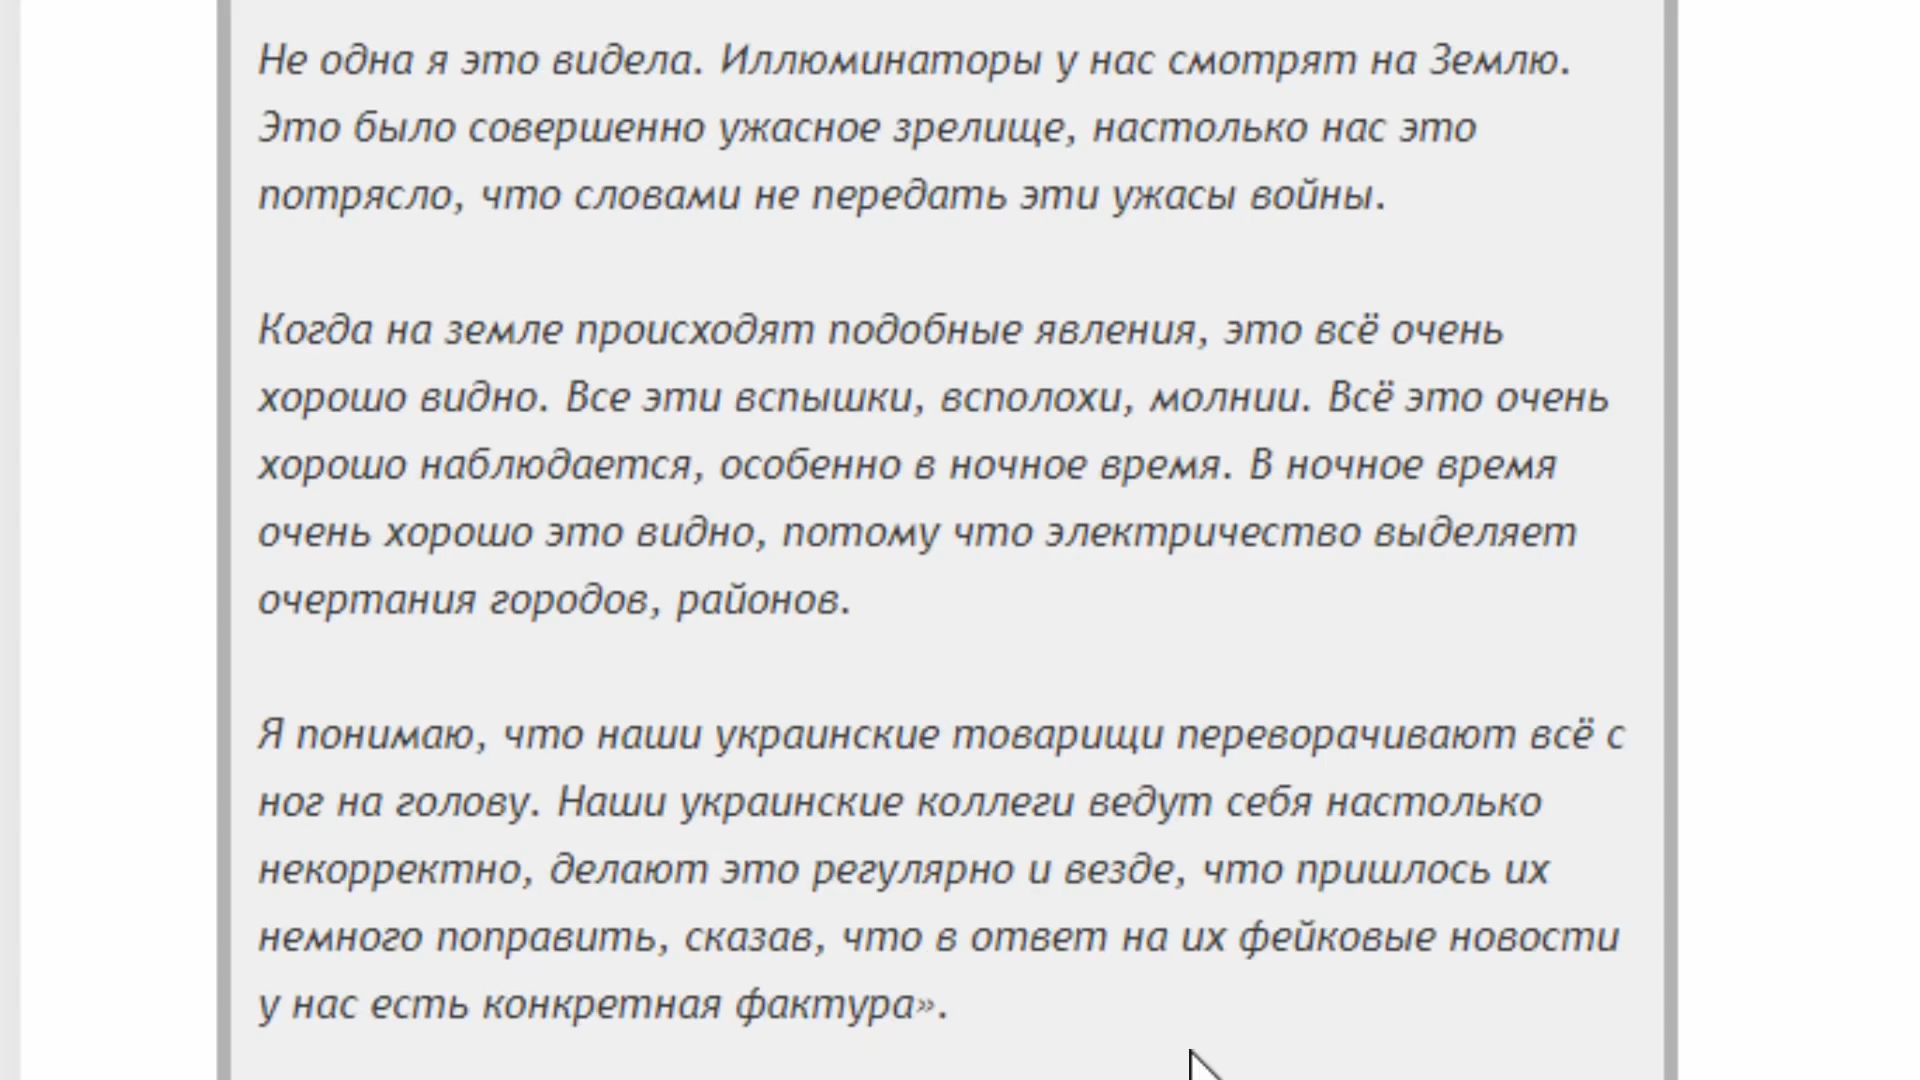 Не одна я это видела. Иллюминаторы у нас смотрят на Землю.
Это было совершенно ужасное зрелище, настолько нас это
потрясло, что словами не передать эти ужасы войны.
Когда на земле происходят подобные явления, это всё очень
хорошо видно. Все эти вспышки, всполохи, молнии. Всё это очень
хорошо наблюдается, особенно в ночное время. В ночное время
очень хорошо это видно, потому что электричество выделяет
очертания городов, районов.
Я понимаю, что наши украинские товарищи переворачивают всё с
ног на голову. Наши украинские коллеги ведут себя настолько
некорректно, делают это регулярно и везде, что пришлось их
немного поправить, сказав, что в ответ на их фейковые новости
у нас есть конкретная фактура».